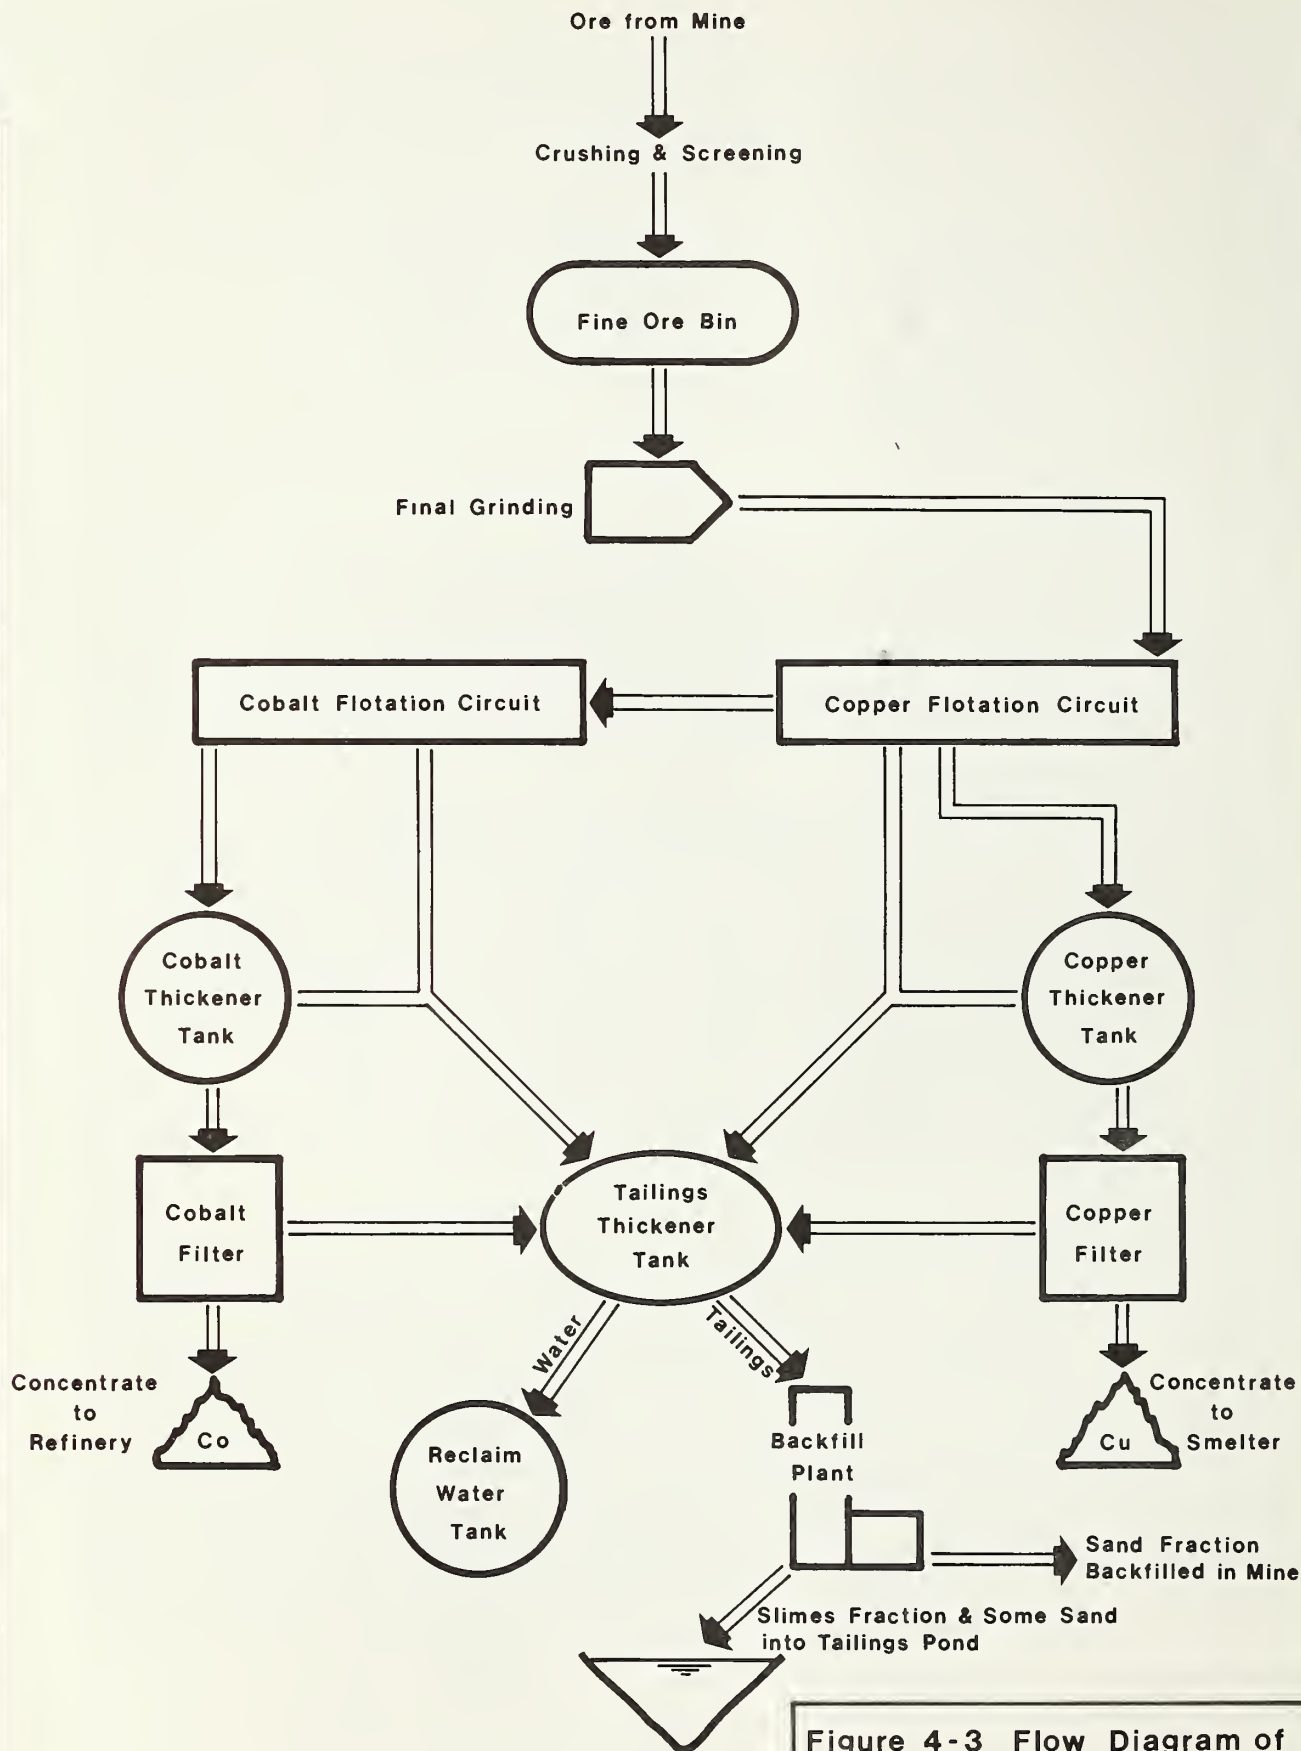 Ore from Mine
Crushing & Screening
Fine Ore Bin
Final Grinding
Cobalt Flotation Circuit
Copper Flotation Circuit
Cobalt
Thickener
Tank
Copper
Thickener
Tank
Cobalt
Filter
Tailings
Thickener
Tank
Copper
Filter
Water
Tailings
Concentrate
to
Refinery
Co
Reclaim
Water
Tank
Backfill
Plant
Concentrate
to
Smelter
Cu
Sand Fraction
Backfilled in Mine
Slimes Fraction & Some Sand
into Tailings Pond
Figure 4-3 Flow Diagram of